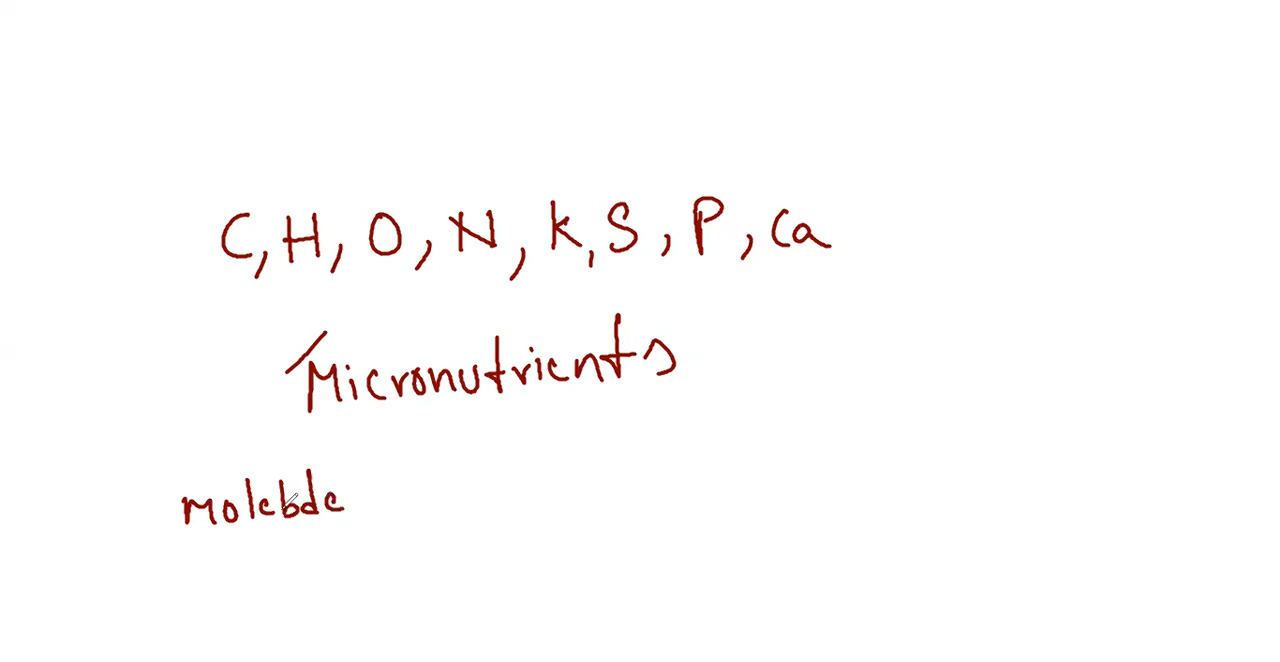 C, H, O, N, K, S, P, Ca
Micronutrients
molebde